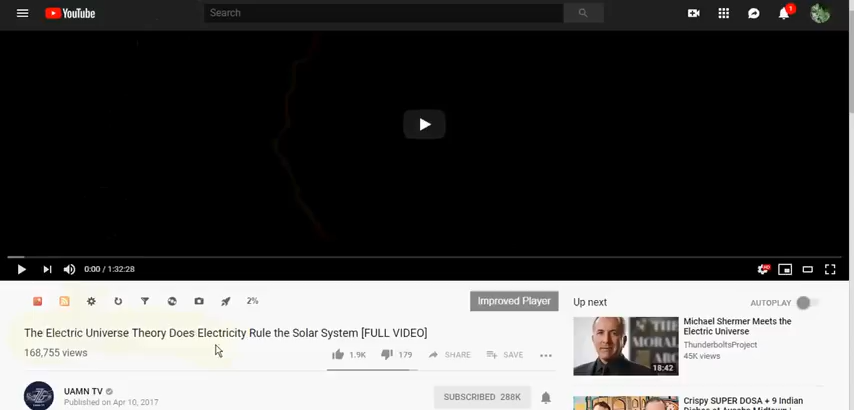 YouTube
Search
1
0:00 / 1:32:28
HD
2%
Improved Player
Up next
AUTOPLAY
The Electric Universe Theory Does Electricity Rule the Solar System [FULL VIDEO]
168,755 views
1.9K
179
SHARE
SAVE
Michael Shermer Meets the
Electric Universe
ThunderboltsProject
45K views
18:42
UAMN TV
Published on Apr 10, 2017
SUBSCRIBED 288K
Crispy SUPER DOSA + 9 Indian